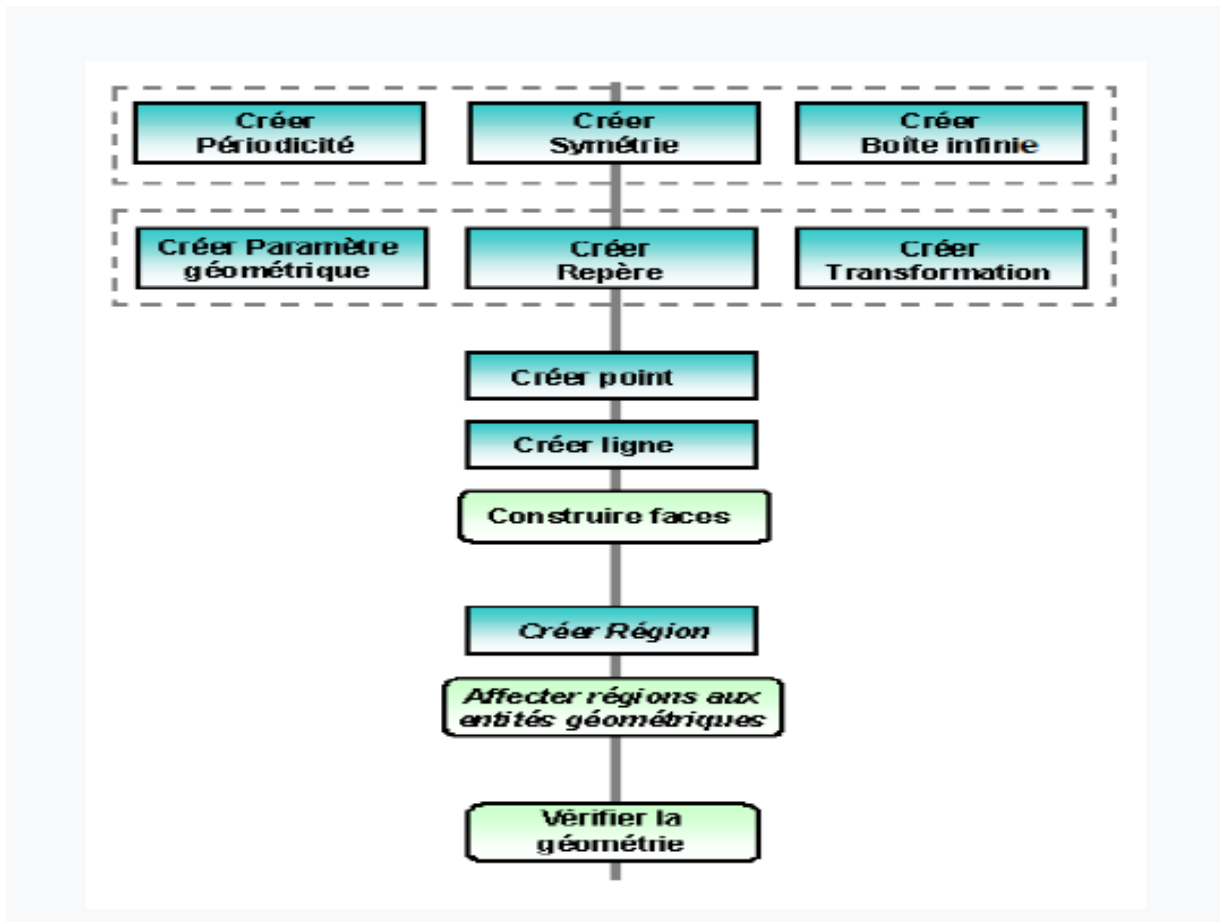 Créer
Périodicité
Créer
Symétrie
Créer
Boîte infinie
Créer Paramètre
géométrique
Créer
Repère
Créer
Transformation
Créer point
Créer ligne
Construire faces
Créer Région
Affecter régions aux
entités géométriques
Vérifier la
géométrie